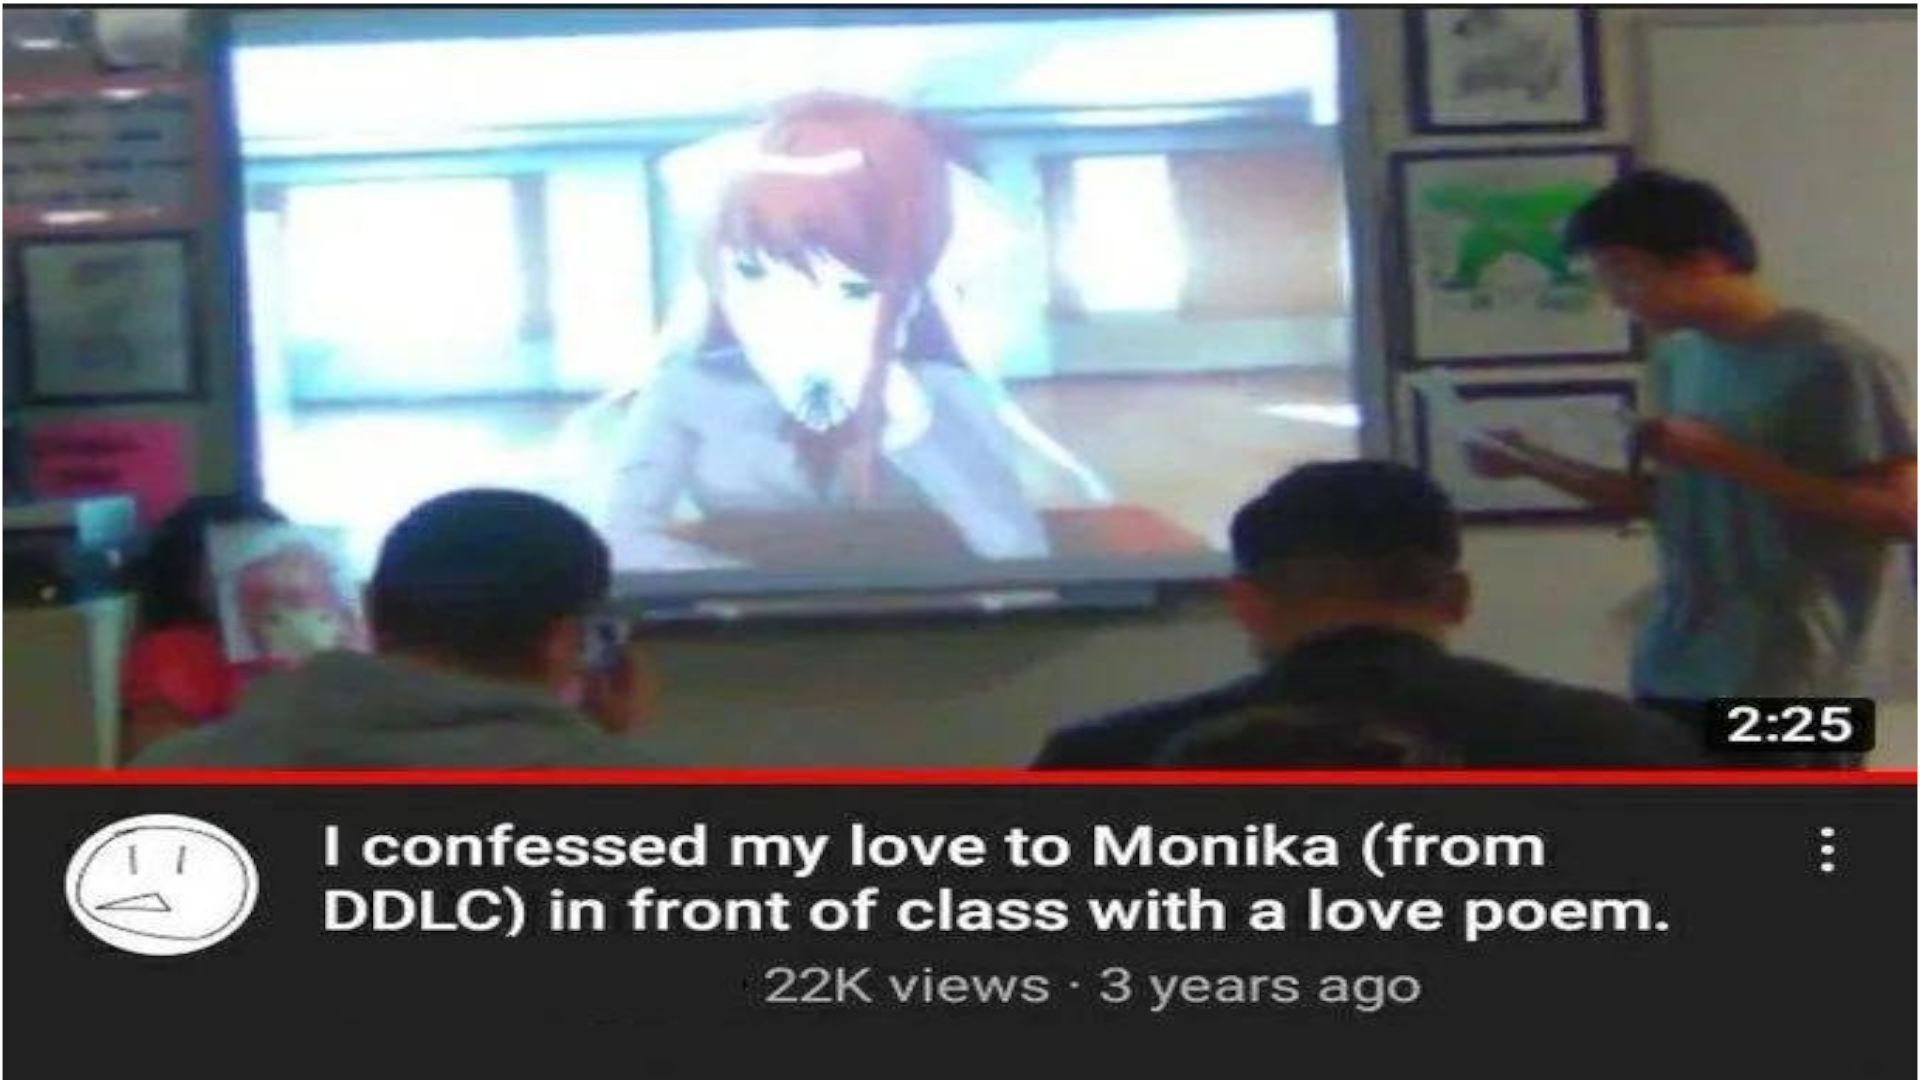 2:25
I confessed my love to Monika (from
DDLC) in front of class with a love poem.
22K views · 3 years ago